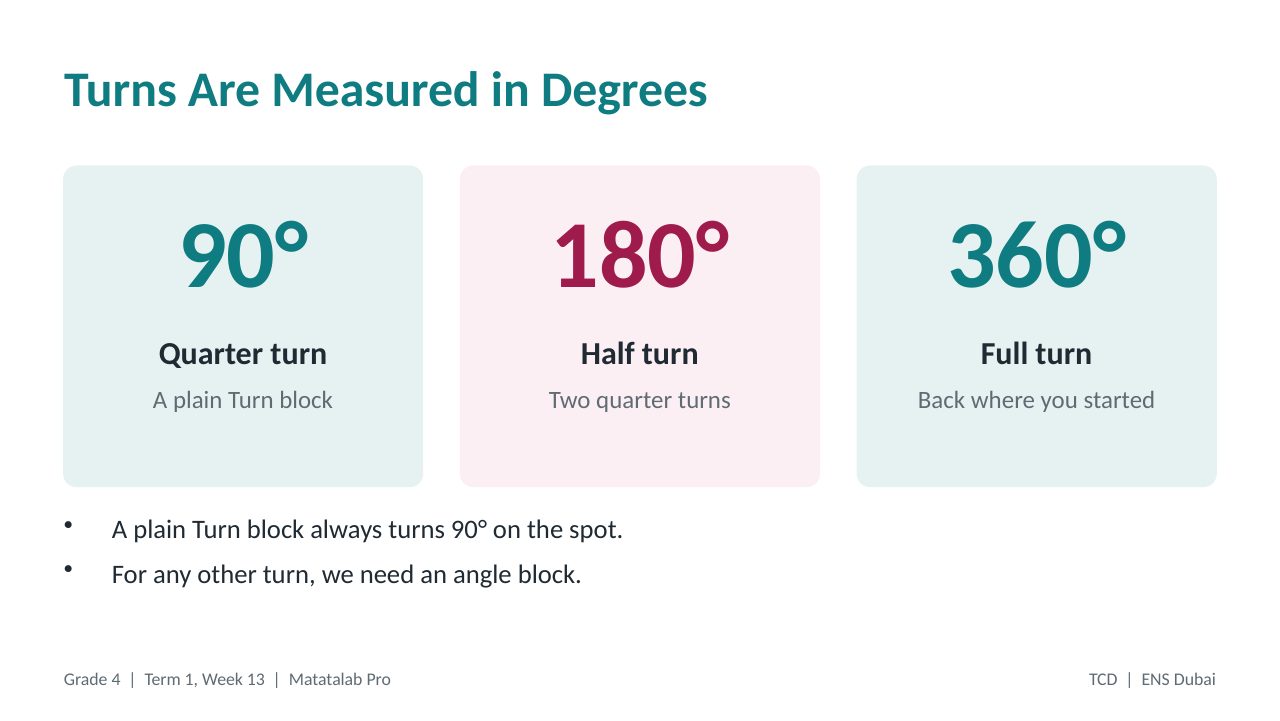 Turns Are Measured in Degrees
90°
Quarter turn
A plain Turn block
180°
Half turn
Two quarter turns
360°
Full turn
Back where you started
• A plain Turn block always turns 90° on the spot.
• For any other turn, we need an angle block.
Grade 4 | Term 1, Week 13 | Matatalab Pro
TCD | ENS Dubai